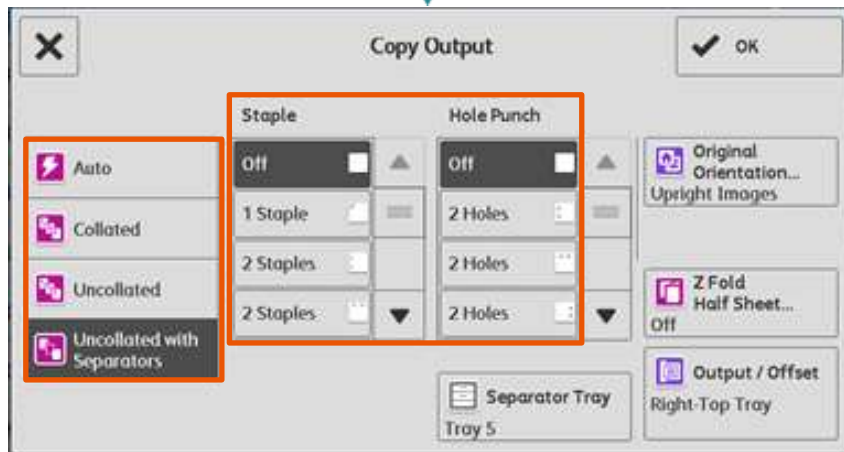 Copy Output
OK
Staple
Hole Punch
Auto
Collated
Uncollated
Uncollated with
Separators
Off
1 Staple
2 Staples
2 Staples
Off
2 Holes
2 Holes
2 Holes
Original
Orientation...
Upright Images
Z Fold
Half Sheet...
Off
Separator Tray
Tray 5
Output / Offset
Right-Top Tray